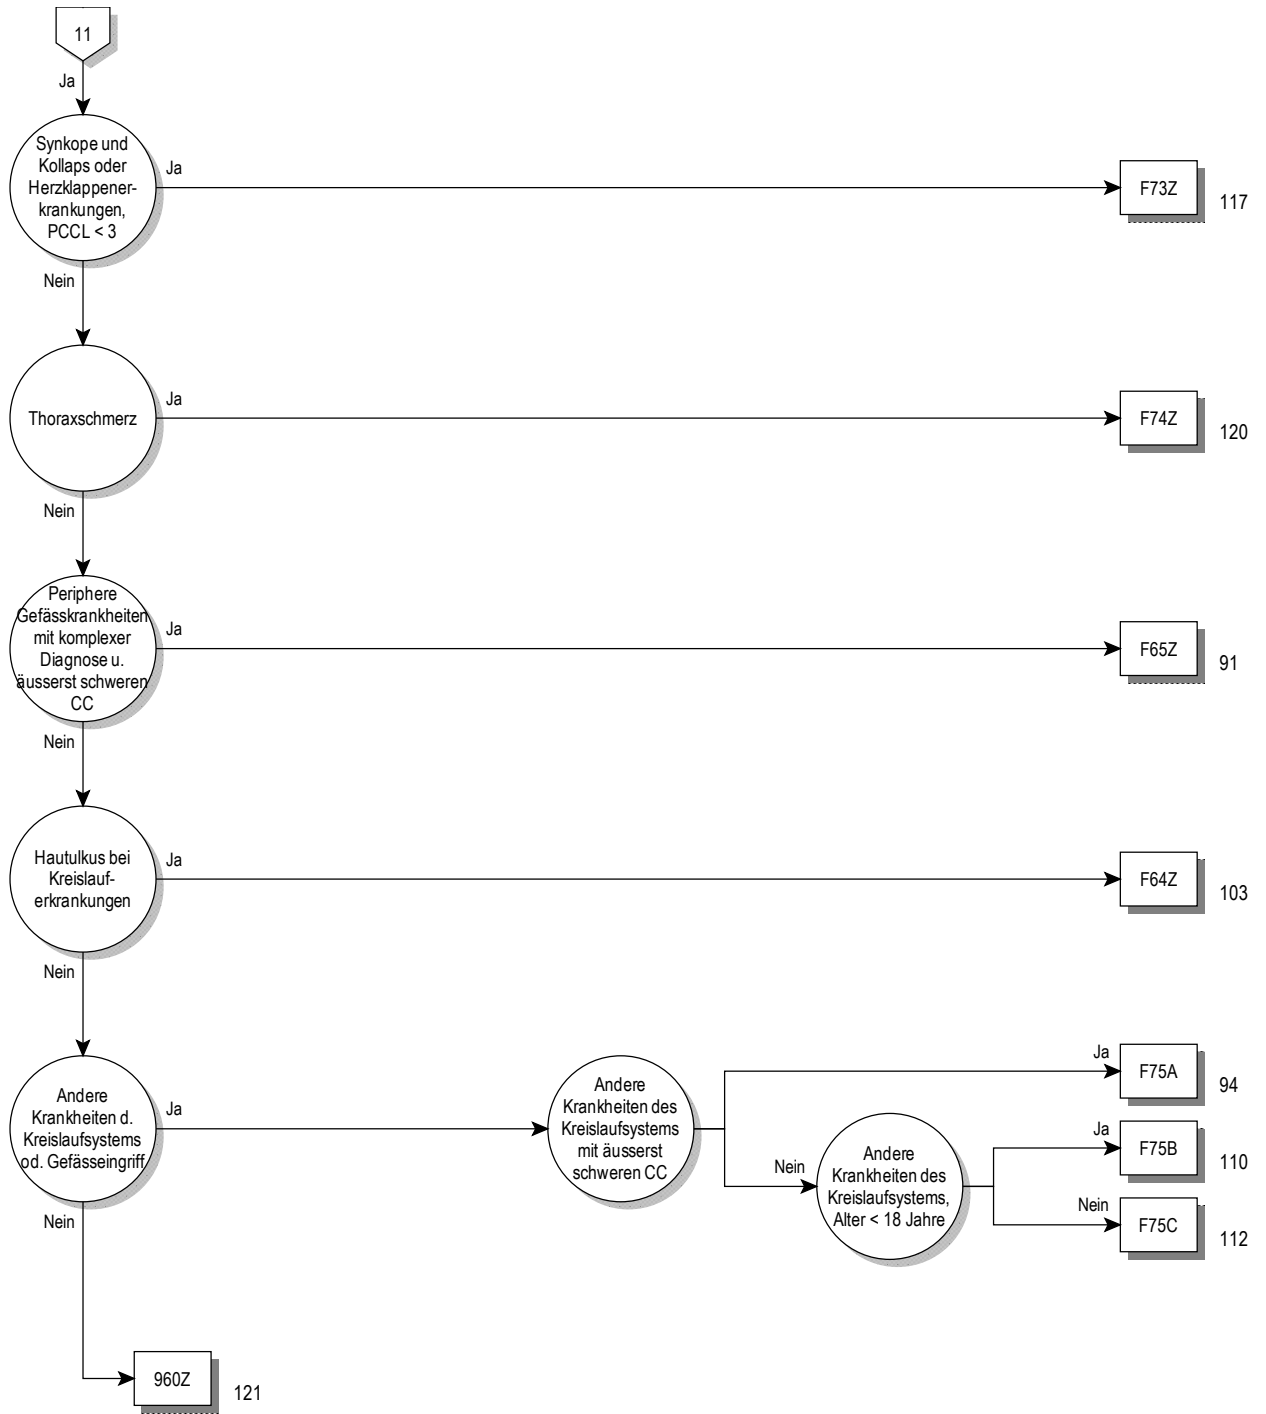 11
Ja
Synkope und
Kollaps oder
Herzklappener-
krankungen,
PCCL < 3
Ja
F73Z
117
Nein
Thoraxschmerz
Ja
F74Z
120
Nein
Periphere
Gefässkrankheiten
mit komplexer
Diagnose u.
äusserst schweren
CC
Ja
F65Z
91
Nein
Hautulkus bei
Kreislauf-
erkrankungen
Ja
F64Z
103
Nein
Andere
Krankheiten d.
Kreislaufsystems
od. Gefässeingriff
Ja
Andere
Krankheiten des
Kreislaufsystems
mit äusserst
schweren CC
Ja
F75A
94
Nein
Andere
Krankheiten des
Kreislaufsystems,
Alter < 18 Jahre
Ja
F75B
110
Nein
F75C
112
Nein
960Z
121